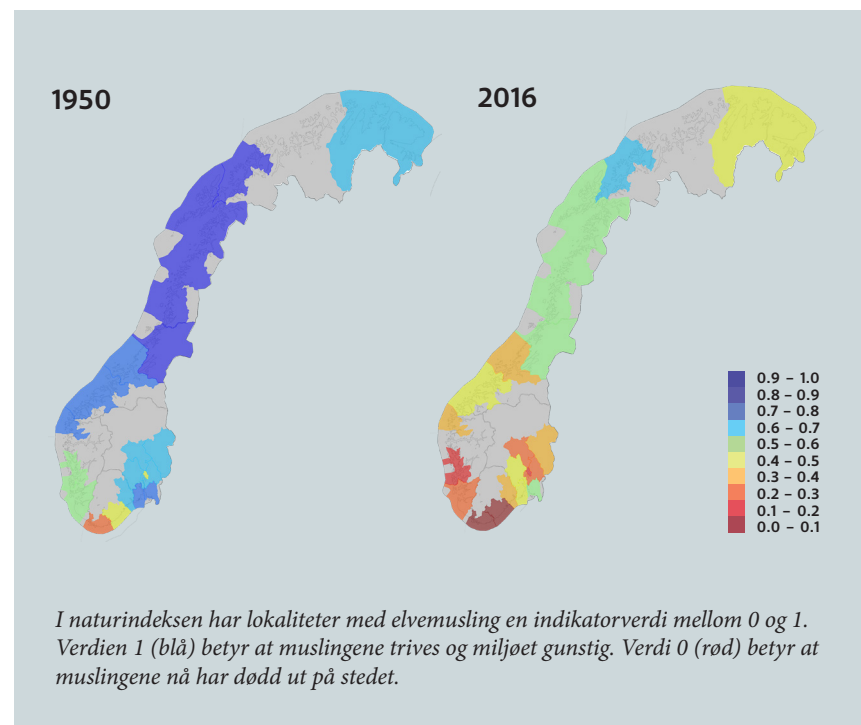 1950
2016
0.9 – 1.0
0.8 – 0.9
0.7 – 0.8
0.6 – 0.7
0.5 – 0.6
0.4 – 0.5
0.3 – 0.4
0.2 – 0.3
0.1 – 0.2
0.0 – 0.1
I naturindeksen har lokaliteter med elvemusling en indikatorverdi mellom 0 og 1.
Verdien 1 (blå) betyr at muslingene trives og miljøet gunstig. Verdi 0 (rød) betyr at
muslingene nå har dødd ut på stedet.